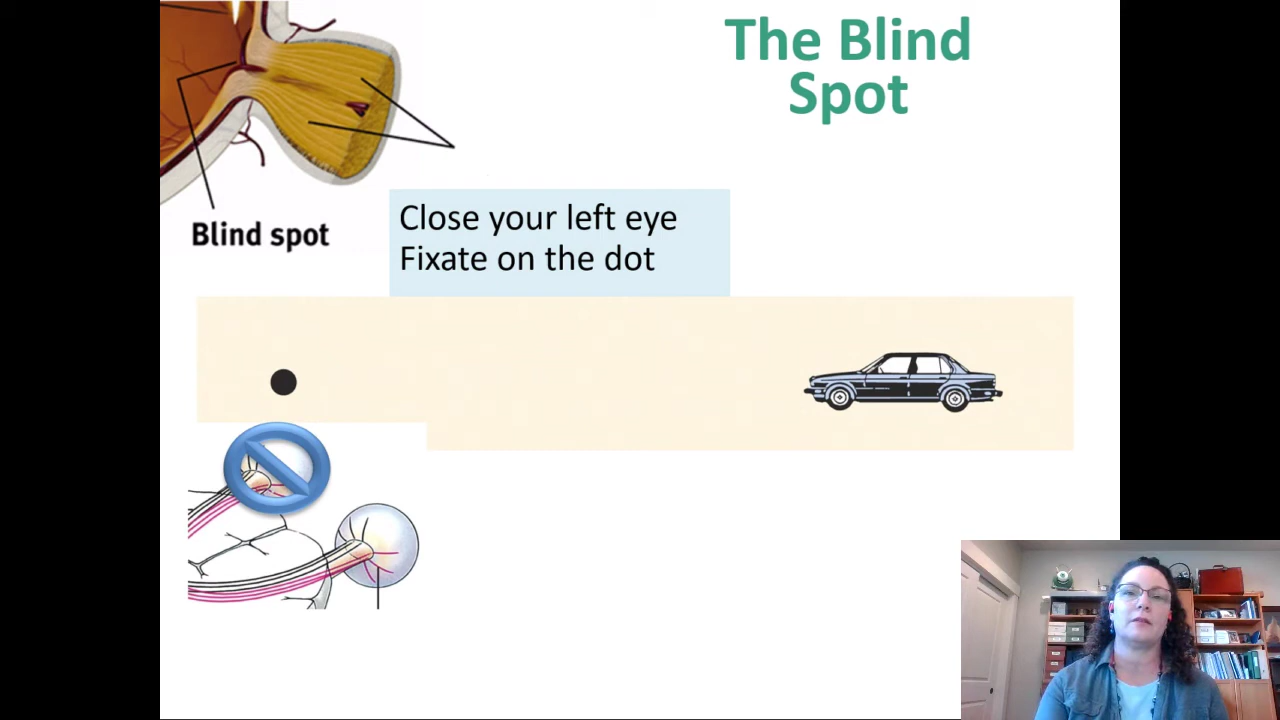 The Blind
Spot
Blind spot
Close your left eye
Fixate on the dot